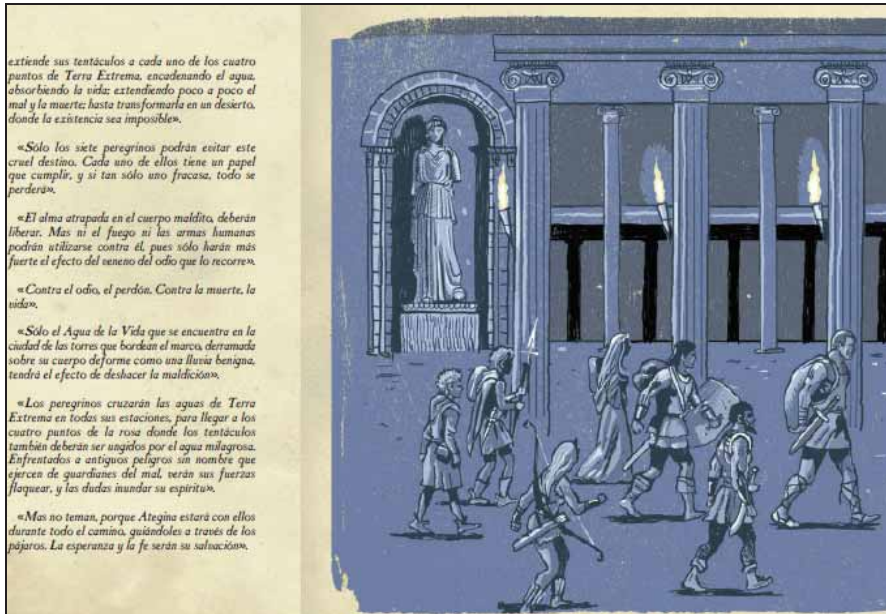 extiende sus tentáculos a cada uno de los cuatro
puntos de Terra Extrema, encadenando el agua,
absorbiendo la vida; extendiendo poco a poco el
mal y la muerte; hasta transformarla en un desierto,
donde la existencia sea imposible».
«Sólo los siete peregrinos podrán evitar este
cruel destino. Cada uno de ellos tiene un papel
que cumplir, y si tan sólo uno fracasa, todo se
perderá».
«El alma atrapada en el cuerpo maldito, deberán
liberar. Mas ni el fuego ni las armas humanas
podrán utilizarse contra él, pues sólo harán más
fuerte el efecto del veneno del odio que lo recorre».
«Contra el odio, el perdón. Contra la muerte, la
vida».
«Sólo el Agua de la Vida que se encuentra en la
ciudad de las torres que bordean el marco, derramada
sobre su cuerpo deforme como una lluvia benigna,
tendrá el efecto de deshacer la maldición».
«Los peregrinos cruzarán las aguas de Terra
Extrema en todas sus estaciones, para llegar a los
cuatro puntos de la rosa donde los tentáculos
también deberán ser ungidos por el agua milagrosa.
Enfrentados a antiguos peligros sin nombre que
ejercen de guardianes del mal, verán sus fuerzas
flaquear, y las dudas inundar su espíritu».
«Mas no teman, porque Ategina estará con ellos
durante todo el camino, guiándoles a través de los
pájaros. La esperanza y la fe serán su salvación».